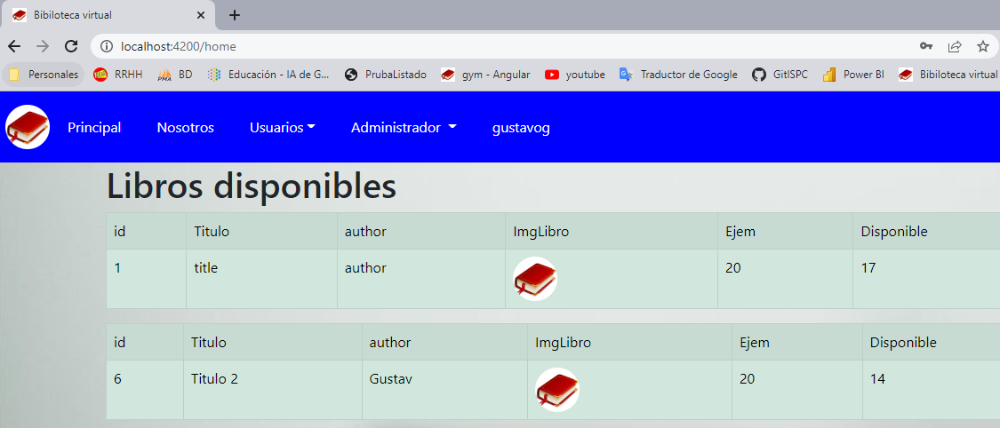 Bibiloteca virtual
localhost:4200/home
Personales RRHH BD Educación - IA de G... PrubaListado gym - Angular youtube Traductor de Google GitISPC Power BI Bibiloteca virtual
Principal Nosotros Usuarios Administrador gustavog
Libros disponibles
id Titulo author ImgLibro Ejem Disponible
1 title author 20 17
id Titulo author ImgLibro Ejem Disponible
6 Titulo 2 Gustav 20 14